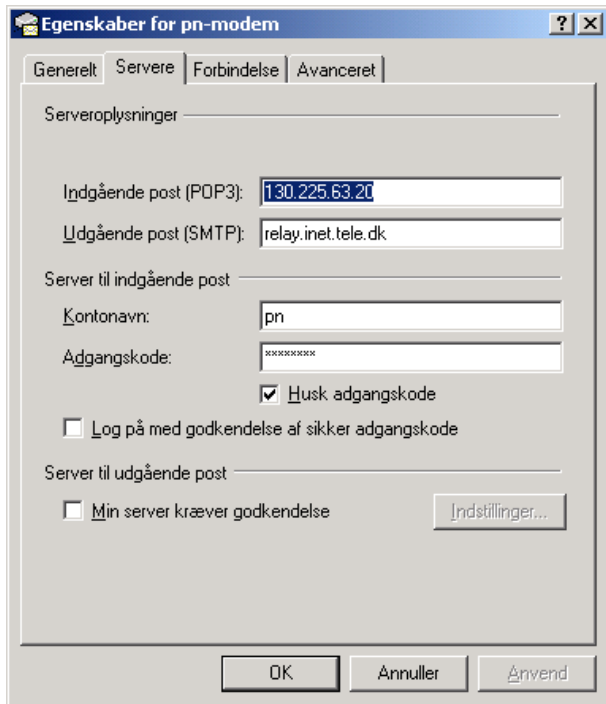 Egenskaber for pn-modem
Generelt Servere Forbindelse Avanceret
Serveroplysninger
Indgående post (POP3): 130.225.63.20
Udgående post (SMTP): relay.inet.tele.dk
Server til indgående post
Kontonavn: pn
Adgangskode: ********
Husk adgangskode
Log på med godkendelse af sikker adgangskode
Server til udgående post
Min server kræver godkendelse Indstillinger...
OK Annuller Anvend